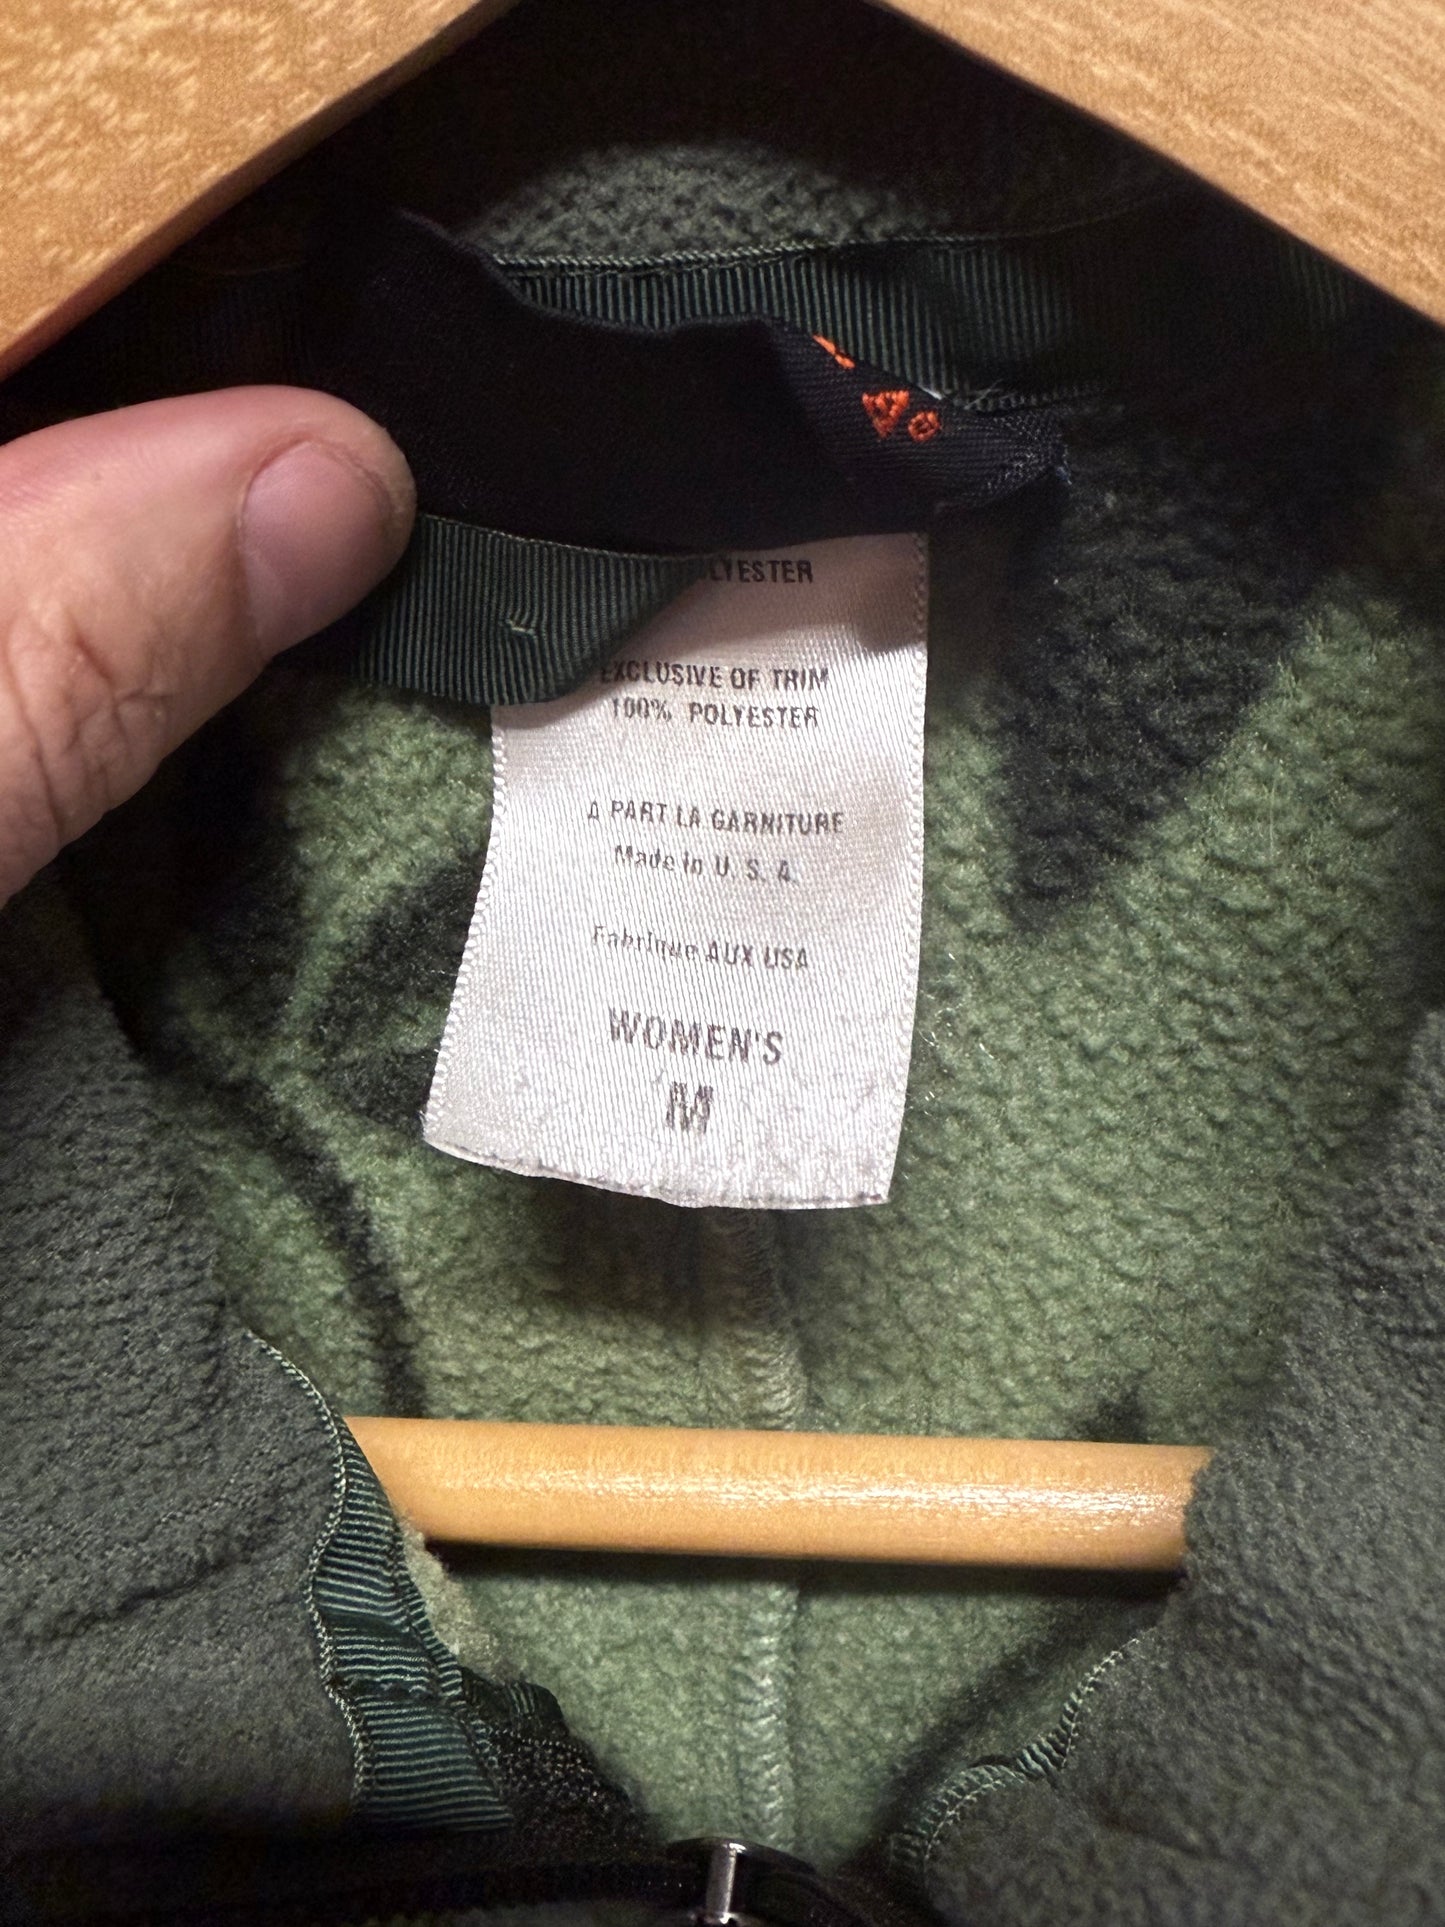 POLYESTER
EXCLUSIVE OF TRIM
100% POLYESTER
A PART LA GARNITURE
Made in U. S. A.
Fabrique AUX USA
WOMEN'S
M